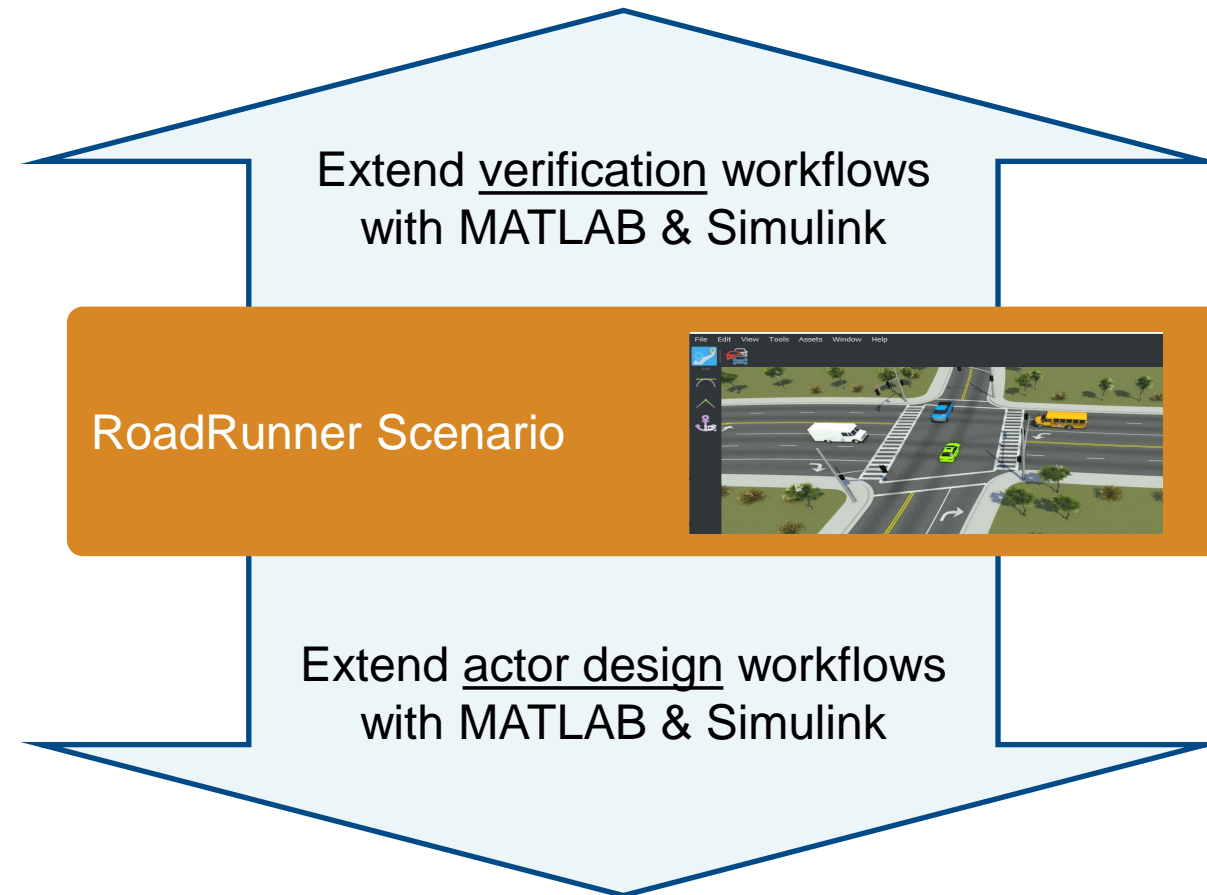 Extend verification workflows
with MATLAB & Simulink
File Edit View Tools Assets Window Help
RoadRunner Scenario
Extend actor design workflows
with MATLAB & Simulink